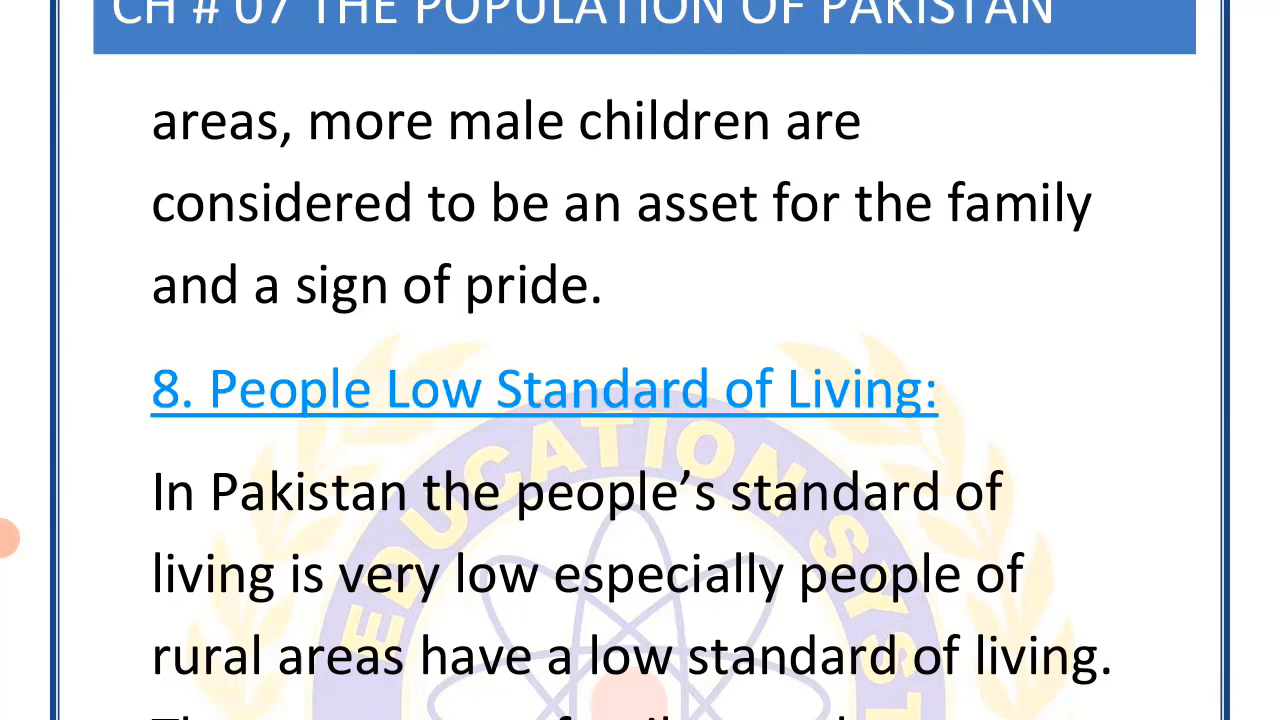 CH # 07 THE POPULATION OF PAKISTAN
areas, more male children are
considered to be an asset for the family
and a sign of pride.
8. People Low Standard of Living:
EDUCATION SYST
In Pakistan the people’s standard of
living is very low especially people of
rural areas have a low standard of living.